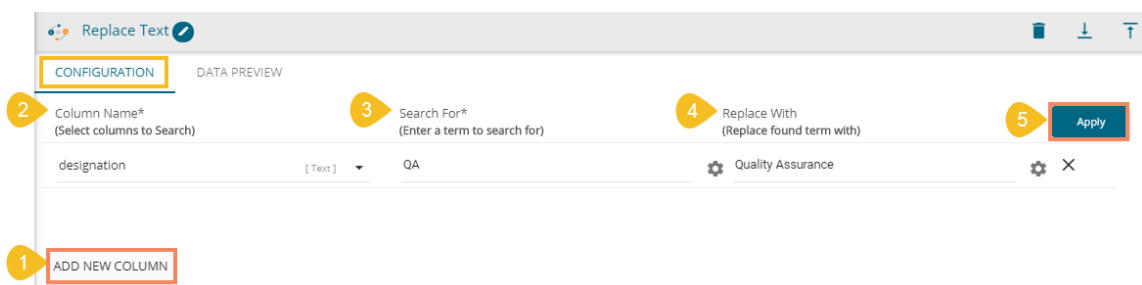 Replace Text
CONFIGURATION DATA PREVIEW
2 Column Name* 3 Search For* 4 Replace With 5 Apply
(Select columns to Search) (Enter a term to search for) (Replace found term with)
designation [ Text ] QA Quality Assurance
1 ADD NEW COLUMN